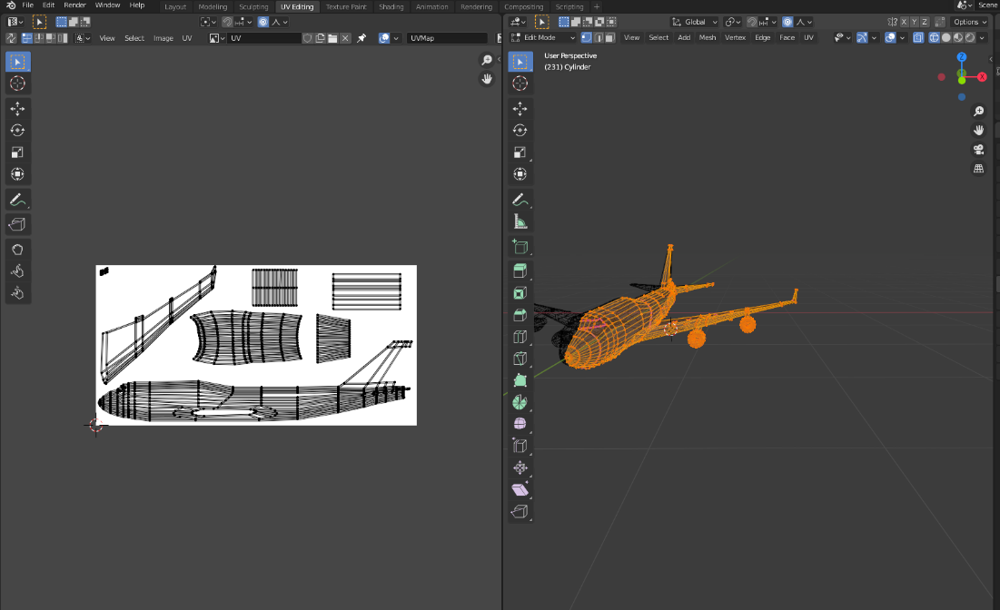 File Edit Render Window Help Layout Modeling Sculpting UV Editing Texture Paint Shading Animation Rendering Compositing Scripting + Scene
Global X Y Z Options
View Select Image UV UV UVMap Edit Mode View Select Add Mesh Vertex Edge Face UV
User Perspective
(231) Cylinder
Z
X